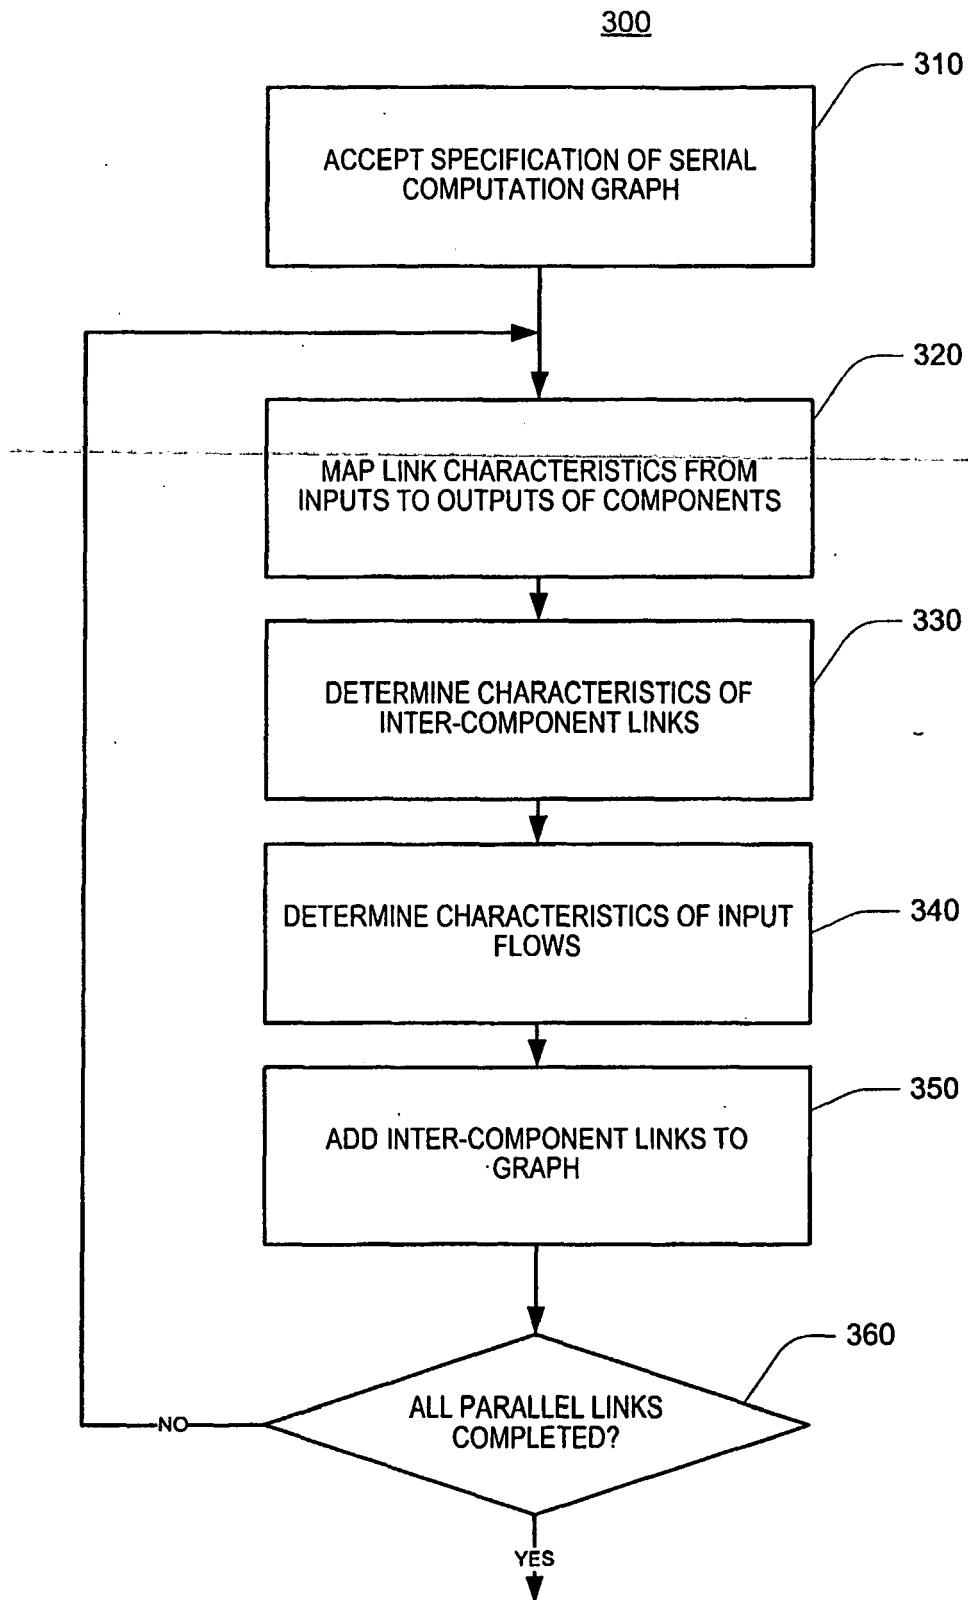 300
310
ACCEPT SPECIFICATION OF SERIAL
COMPUTATION GRAPH
320
MAP LINK CHARACTERISTICS FROM
INPUTS TO OUTPUTS OF COMPONENTS
330
DETERMINE CHARACTERISTICS OF
INTER-COMPONENT LINKS
340
DETERMINE CHARACTERISTICS OF INPUT
FLOWS
350
ADD INTER-COMPONENT LINKS TO
GRAPH
360
ALL PARALLEL LINKS
COMPLETED?
NO
YES